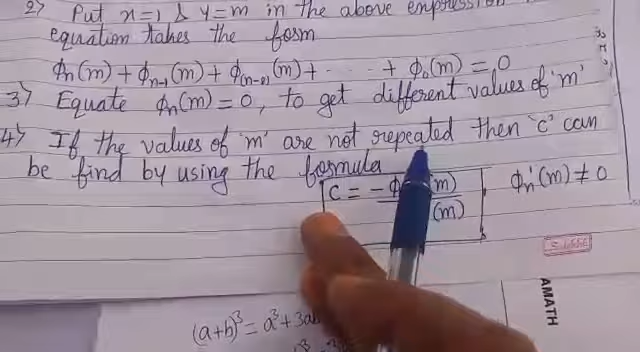 2) Put x=1 & y=m in the above
equation takes the form
ϕn(m) + ϕn-1(m) + ϕ(n-2)(m) + ---- + ϕ0(m) = 0
3) Equate ϕn(m) = 0, to get different values of 'm'
4) If the values of 'm' are not repeated then 'c' can
be find by using the formula
C = -ϕ (m) ϕn'(m) ≠ 0
(m)
AMATH
(a+b)³ = a³ + 3a